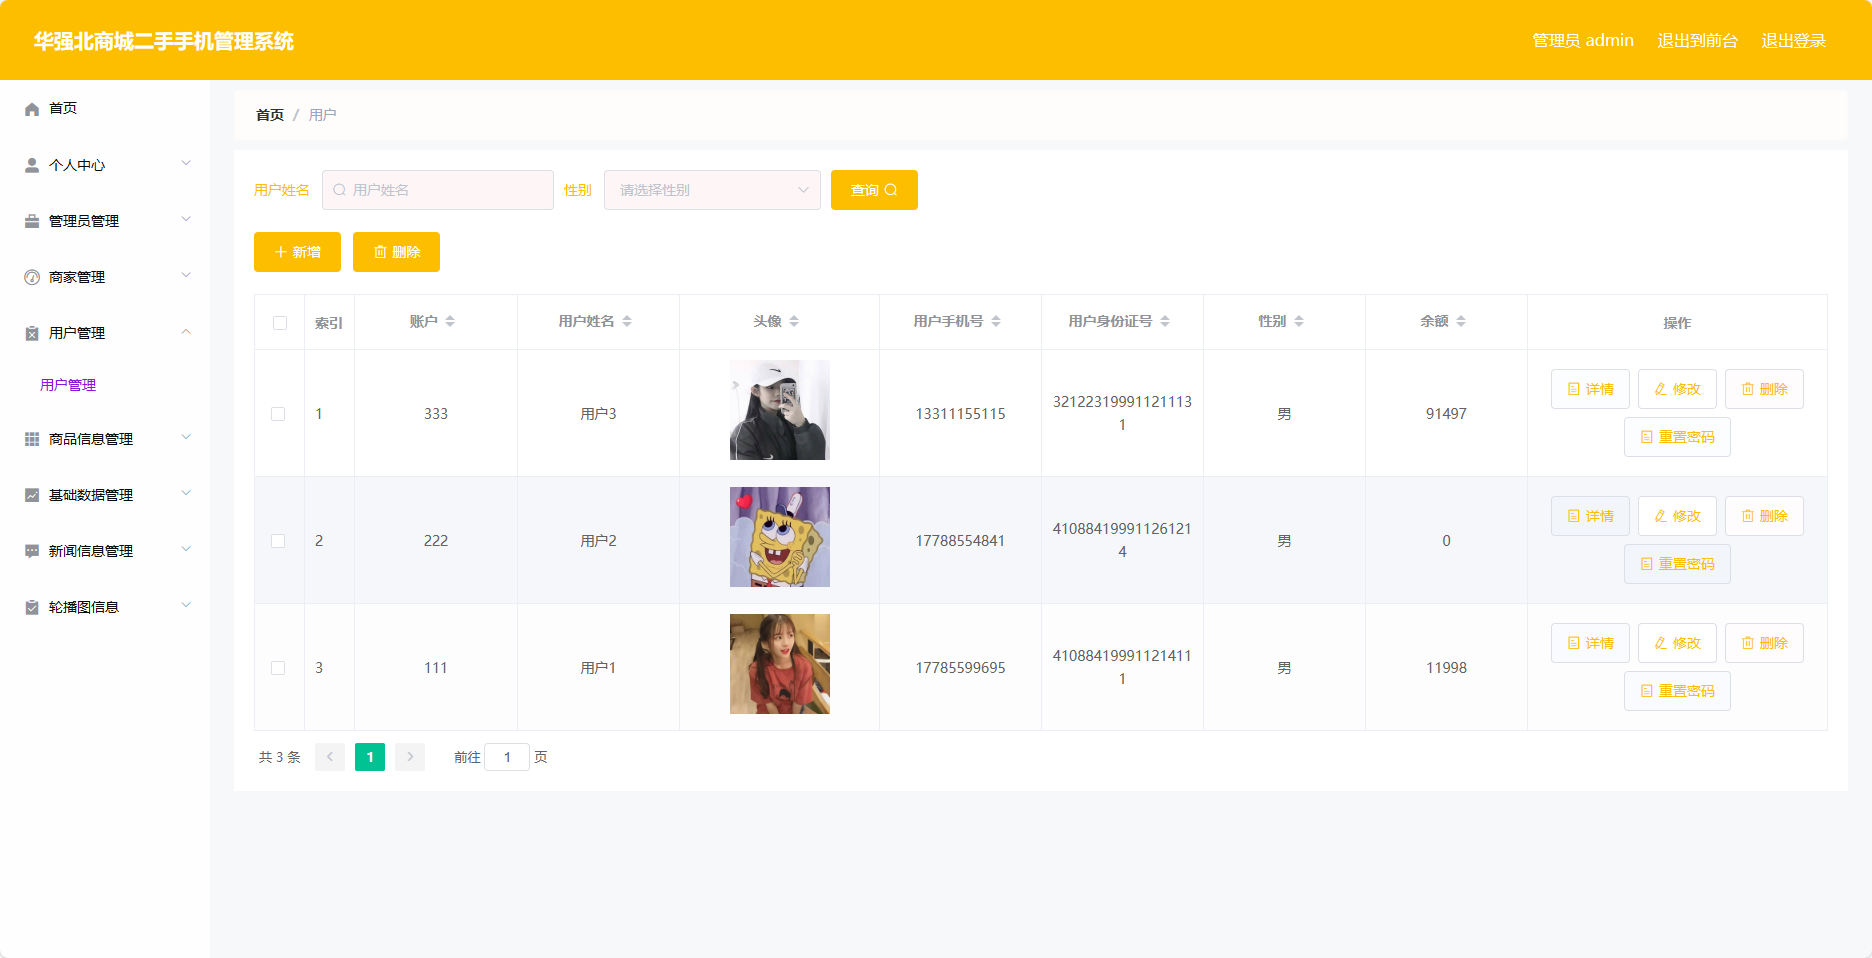 华强北商城二手手机管理系统
管理员 admin 退出到前台 退出登录
首页
个人中心
管理员管理
商家管理
用户管理
用户管理
商品信息管理
基础数据管理
新闻信息管理
轮播图信息
首页 / 用户
用户姓名 用户姓名 性别 请选择性别 查询
新增 删除
索引 账户 用户姓名 头像 用户手机号 用户身份证号 性别 余额 操作
1 333 用户3 13311155115 32122319991121113 男 91497 详情 修改 删除
1 重置密码
2 222 用户2 17788554841 41088419991126121 男 0 详情 修改 删除
4 重置密码
3 111 用户1 17785599695 41088419991121411 男 11998 详情 修改 删除
1 重置密码
共 3 条 1 前往 1 页